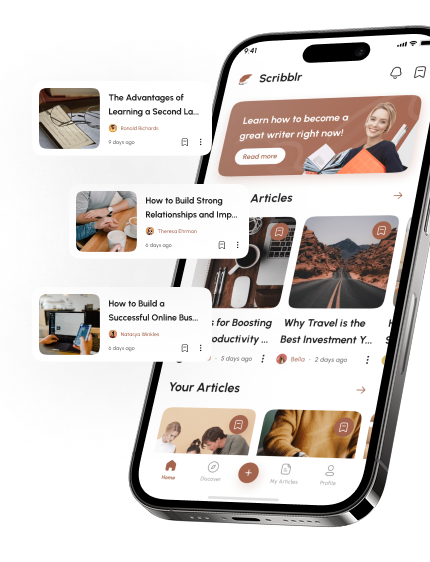 9:41
Scribblr
Learn how to become a
great writer right now!
Read more
Articles
The Advantages of
Learning a Second La...
Ronald Richards
9 days ago
How to Build Strong
Relationships and Imp...
Theresa Ehrman
6 days ago
How to Build a
Successful Online Bus...
6 days ago
s for Boosting
oductivity ...
5 days ago
Why Travel is the
Best Investment Y...
Bella · 2 days ago
Your Articles
Home
Discover
My Articles
Profile